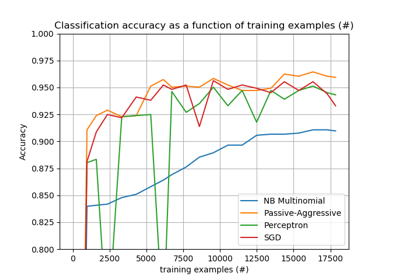 Classification accuracy as a function of training examples (#)
1.000
0.975
0.950
0.925
0.900
0.875
0.850
0.825
0.800
Accuracy
NB Multinomial
Passive-Aggressive
Perceptron
SGD
0 2500 5000 7500 10000 12500 15000 17500
training examples (#)